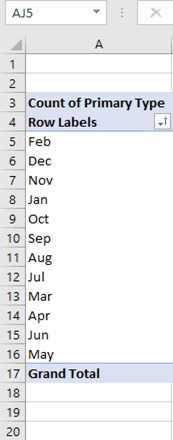 AJ5
A
1
2
3 Count of Primary Type
4 Row Labels
5 Feb
6 Dec
7 Nov
8 Jan
9 Oct
10 Sep
11 Aug
12 Jul
13 Mar
14 Apr
15 Jun
16 May
17 Grand Total
18
19
20